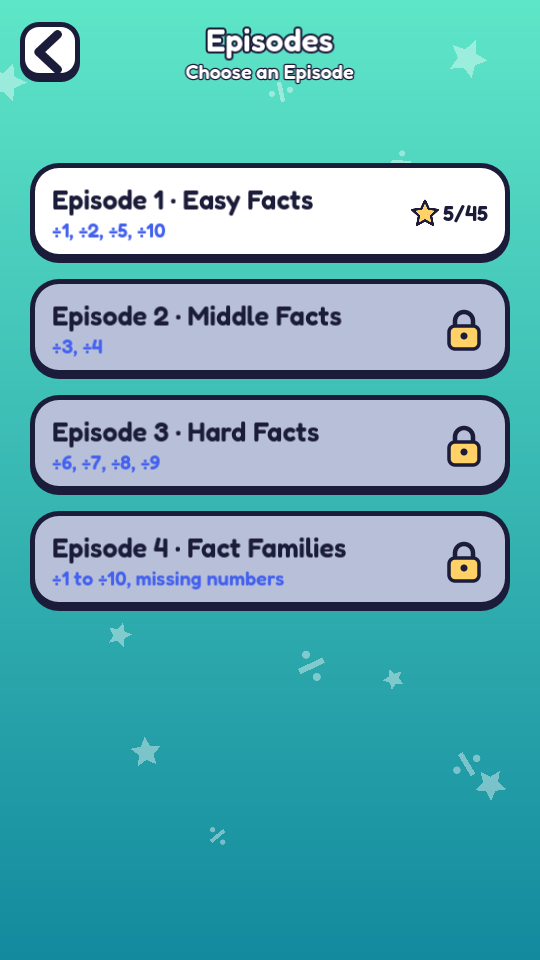 Episodes
Choose an Episode
Episode 1 · Easy Facts
÷1, ÷2, ÷5, ÷10
5/45
Episode 2 · Middle Facts
÷3, ÷4
Episode 3 · Hard Facts
÷6, ÷7, ÷8, ÷9
Episode 4 · Fact Families
÷1 to ÷10, missing numbers